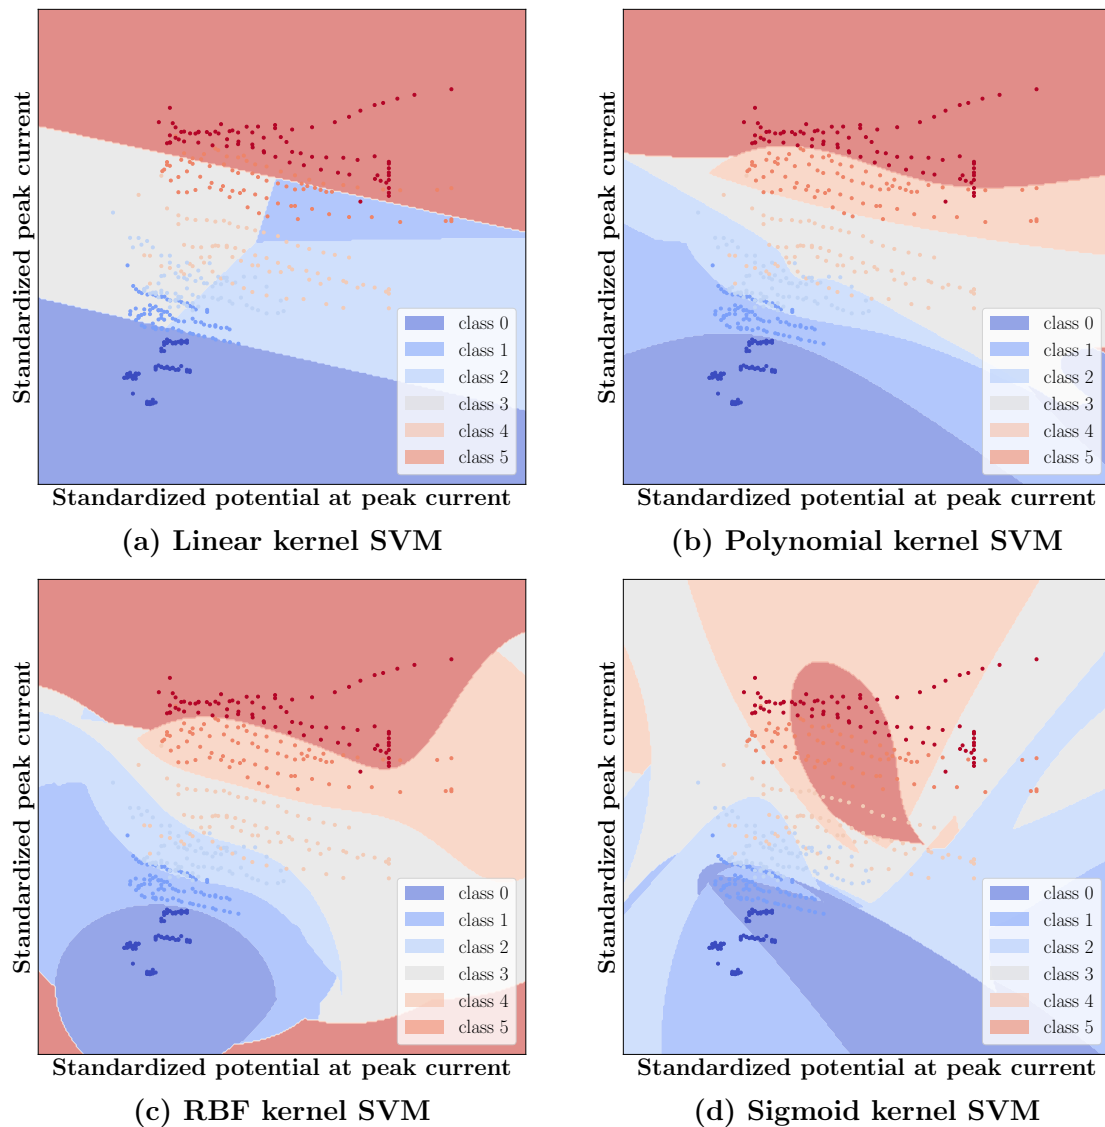 Standardized peak current
class 0
class 1
class 2
class 3
class 4
class 5
Standardized potential at peak current
(a) Linear kernel SVM
Standardized peak current
class 0
class 1
class 2
class 3
class 4
class 5
Standardized potential at peak current
(b) Polynomial kernel SVM
Standardized peak current
class 0
class 1
class 2
class 3
class 4
class 5
Standardized potential at peak current
(c) RBF kernel SVM
Standardized peak current
class 0
class 1
class 2
class 3
class 4
class 5
Standardized potential at peak current
(d) Sigmoid kernel SVM